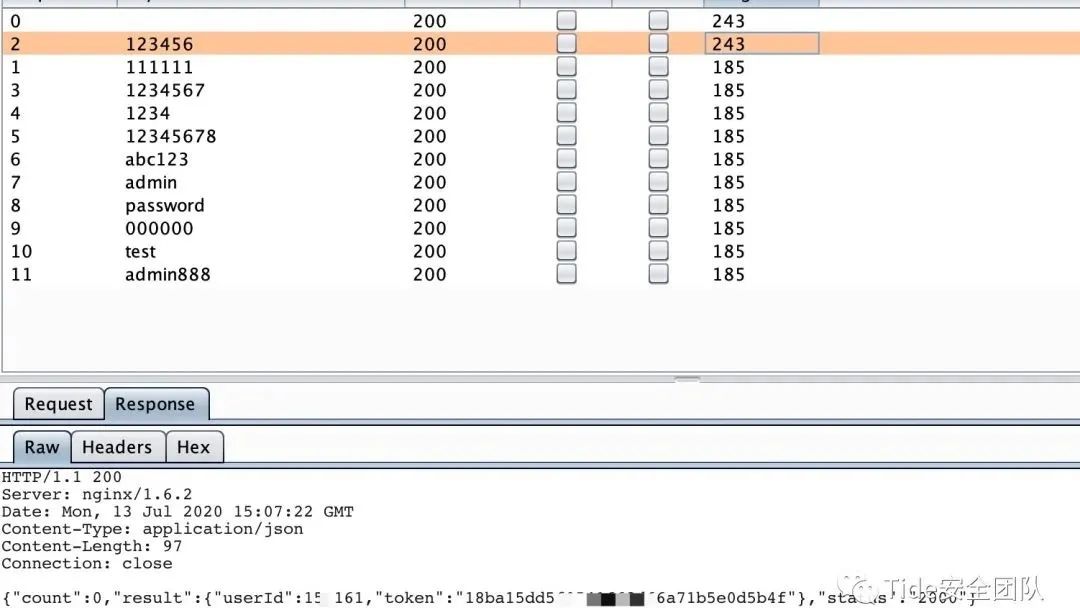 0 200 243
2 123456 200 243
1 111111 200 185
3 1234567 200 185
4 1234 200 185
5 12345678 200 185
6 abc123 200 185
7 admin 200 185
8 password 200 185
9 000000 200 185
10 test 200 185
11 admin888 200 185
Request Response
Raw Headers Hex
HTTP/1.1 200
Server: nginx/1.6.2
Date: Mon, 13 Jul 2020 15:07:22 GMT
Content-Type: application/json
Content-Length: 97
Connection: close
{"count":0,"result":{"userId":15 161,"token":"18ba15dd5 6a71b5e0d5b4f"},"status":"2000"}
Tide安全团队